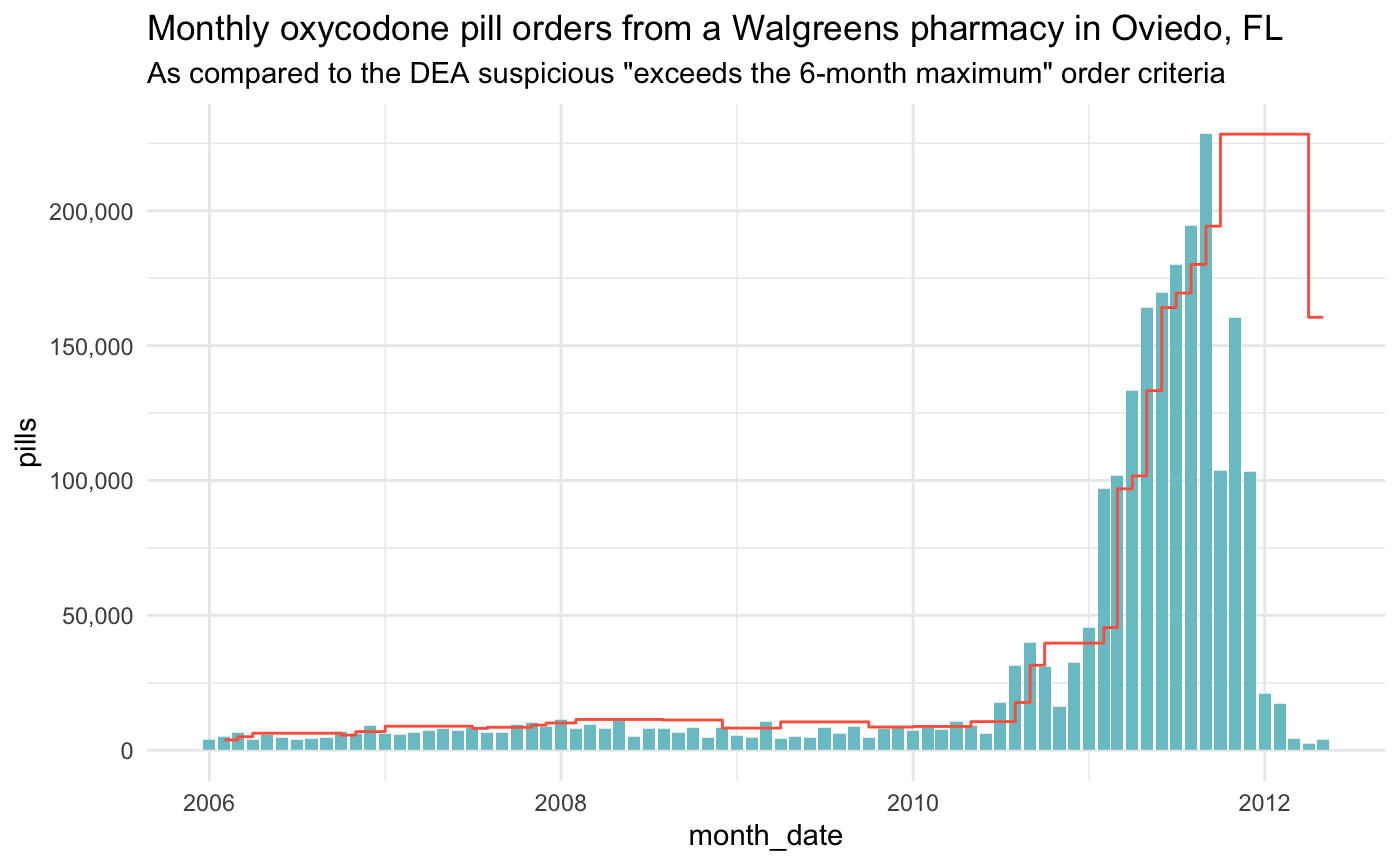 Monthly oxycodone pill orders from a Walgreens pharmacy in Oviedo, FL
As compared to the DEA suspicious "exceeds the 6-month maximum" order criteria
200,000
150,000
100,000
50,000
0
pills
2006 2008 2010 2012
month_date